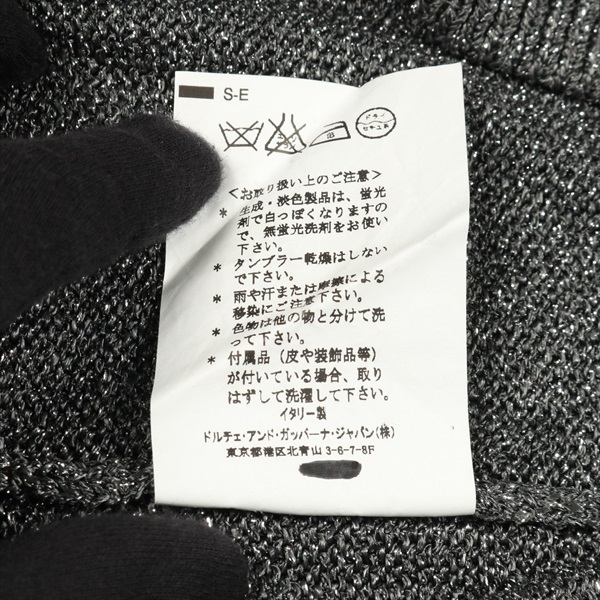 S-E
ドライ
セキユ系
<お取り扱い上のご注意>
* 生成・淡色製品は、蛍光
剤で白っぽくなりますの
で、無蛍光洗剤をお使い
下さい。
* タンブラー乾燥はしない
で下さい。
* 雨や汗または摩擦による
移染にご注意下さい。
* 色物は他の物と分けて洗
って下さい。
* 付属品(皮や装飾品等)
が付いている場合、取り
はずして洗濯して下さい。
イタリー製
ドルチェ・アンド・ガッバーナ・ジャパン(株)
東京都港区北青山3-6-7-8F